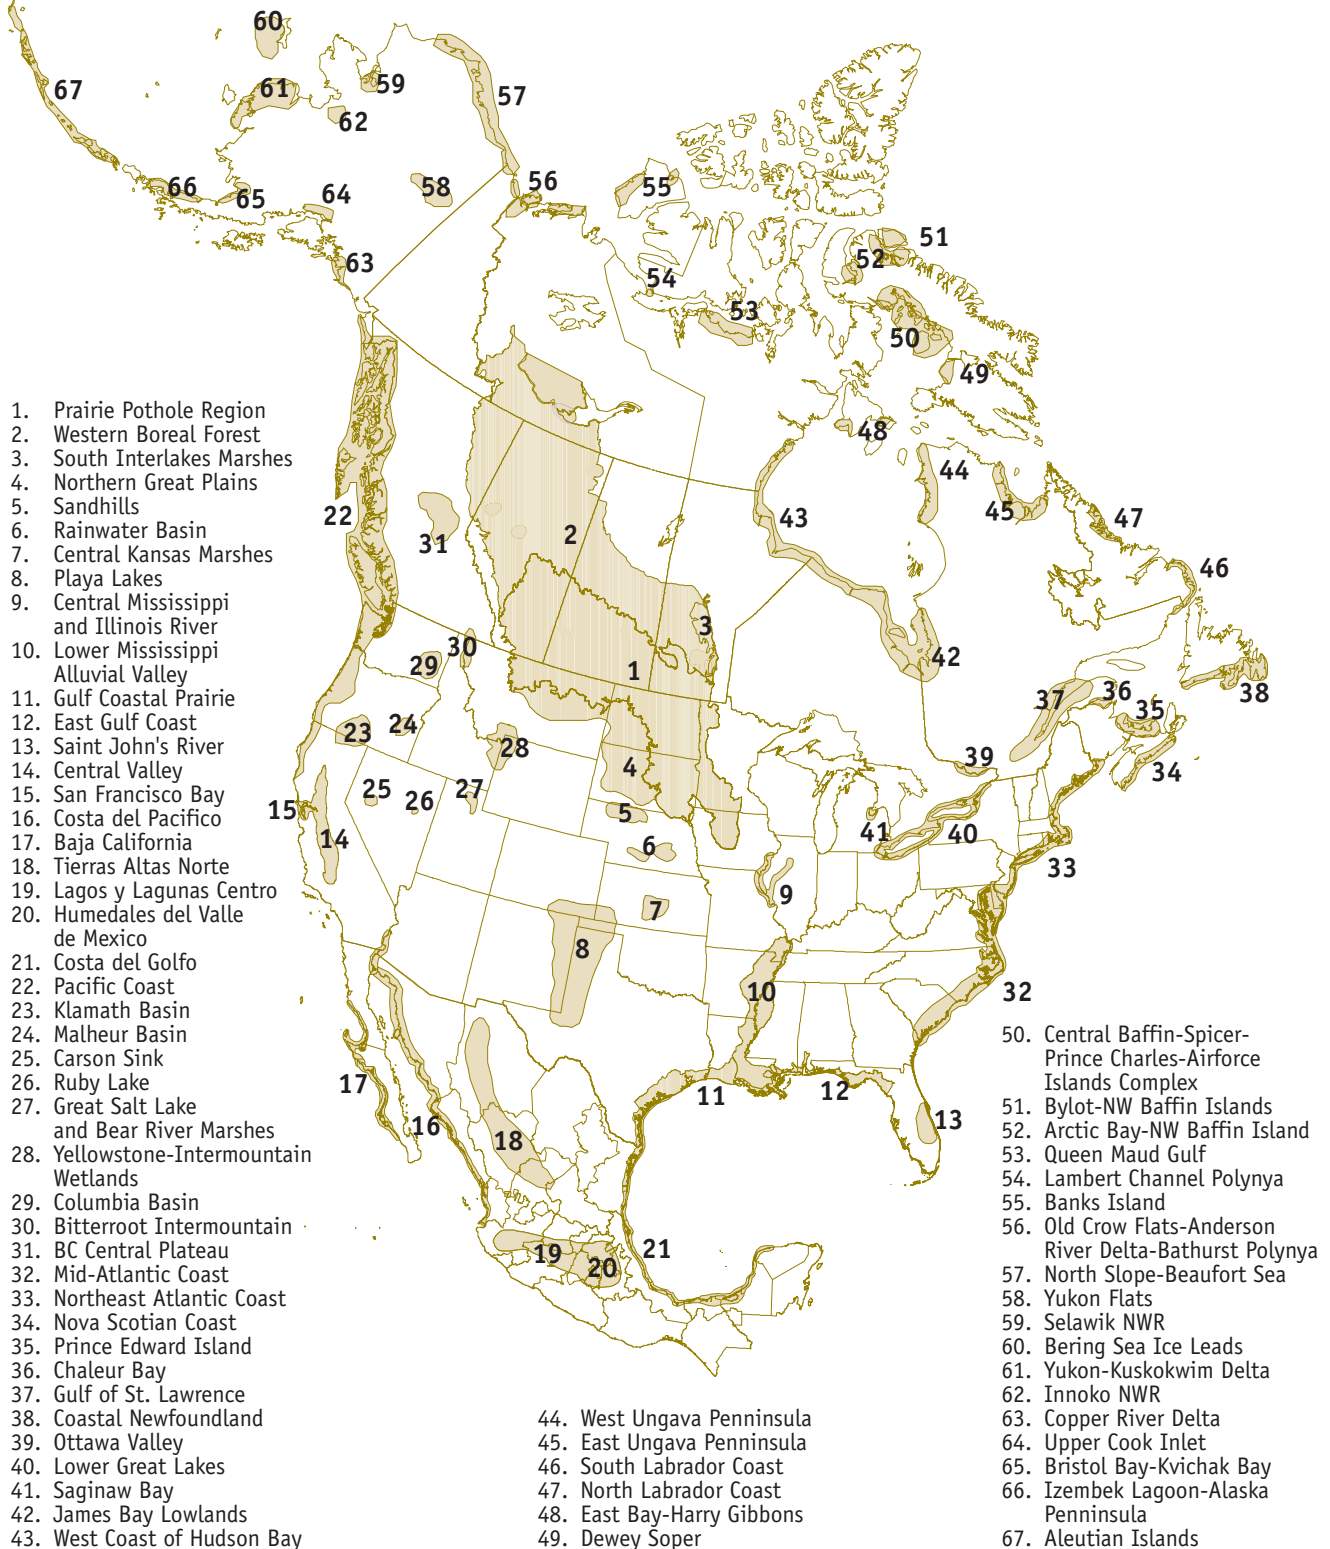 60
67
61
59
57
62
66
65
64
58
56
55
63
51
52
54
53
50
49
48
44
45
47
46
43
22
31
2
3
42
30
29
1
37
36
38
35
23
24
28
4
39
34
25
26
27
15
5
14
6
41
40
33
9
7
8
10
32
17
16
11
12
13
18
21
19
20
1. Prairie Pothole Region
2. Western Boreal Forest
3. South Interlakes Marshes
4. Northern Great Plains
5. Sandhills
6. Rainwater Basin
7. Central Kansas Marshes
8. Playa Lakes
9. Central Mississippi
and Illinois River
10. Lower Mississippi
Alluvial Valley
11. Gulf Coastal Prairie
12. East Gulf Coast
13. Saint John's River
14. Central Valley
15. San Francisco Bay
16. Costa del Pacifico
17. Baja California
18. Tierras Altas Norte
19. Lagos y Lagunas Centro
20. Humedales del Valle
de Mexico
21. Costa del Golfo
22. Pacific Coast
23. Klamath Basin
24. Malheur Basin
25. Carson Sink
26. Ruby Lake
27. Great Salt Lake
and Bear River Marshes
28. Yellowstone-Intermountain
Wetlands
29. Columbia Basin
30. Bitterroot Intermountain
31. BC Central Plateau
32. Mid-Atlantic Coast
33. Northeast Atlantic Coast
34. Nova Scotian Coast
35. Prince Edward Island
36. Chaleur Bay
37. Gulf of St. Lawrence
38. Coastal Newfoundland
39. Ottawa Valley
40. Lower Great Lakes
41. Saginaw Bay
42. James Bay Lowlands
43. West Coast of Hudson Bay
44. West Ungava Penninsula
45. East Ungava Penninsula
46. South Labrador Coast
47. North Labrador Coast
48. East Bay-Harry Gibbons
49. Dewey Soper
50. Central Baffin-Spicer-
Prince Charles-Airforce
Islands Complex
51. Bylot-NW Baffin Islands
52. Arctic Bay-NW Baffin Island
53. Queen Maud Gulf
54. Lambert Channel Polynya
55. Banks Island
56. Old Crow Flats-Anderson
River Delta-Bathurst Polynya
57. North Slope-Beaufort Sea
58. Yukon Flats
59. Selawik NWR
60. Bering Sea Ice Leads
61. Yukon-Kuskokwim Delta
62. Innoko NWR
63. Copper River Delta
64. Upper Cook Inlet
65. Bristol Bay-Kvichak Bay
66. Izembek Lagoon-Alaska
Penninsula
67. Aleutian Islands